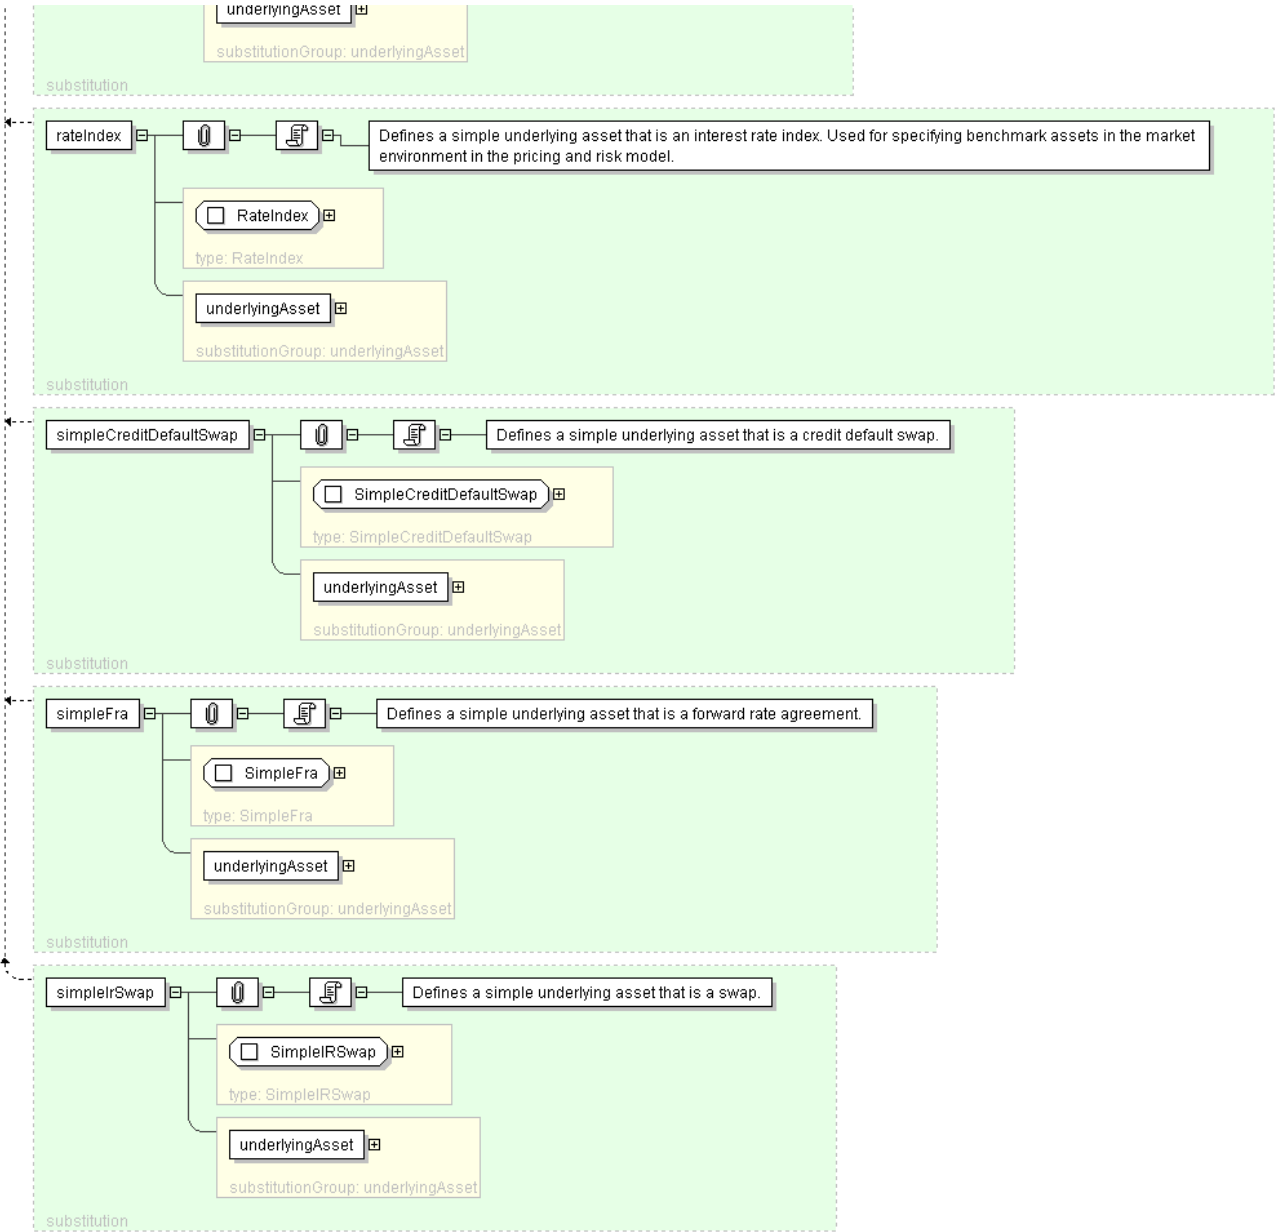 underlyingAsset
substitutionGroup: underlyingAsset
substitution
rateIndex
Defines a simple underlying asset that is an interest rate index. Used for specifying benchmark assets in the market
environment in the pricing and risk model.
RateIndex
type: RateIndex
underlyingAsset
substitutionGroup: underlyingAsset
substitution
simpleCreditDefaultSwap
Defines a simple underlying asset that is a credit default swap.
SimpleCreditDefaultSwap
type: SimpleCreditDefaultSwap
underlyingAsset
substitutionGroup: underlyingAsset
substitution
simpleFra
Defines a simple underlying asset that is a forward rate agreement.
SimpleFra
type: SimpleFra
underlyingAsset
substitutionGroup: underlyingAsset
substitution
simpleIrSwap
Defines a simple underlying asset that is a swap.
SimpleIRSwap
type: SimpleIRSwap
underlyingAsset
substitutionGroup: underlyingAsset
substitution